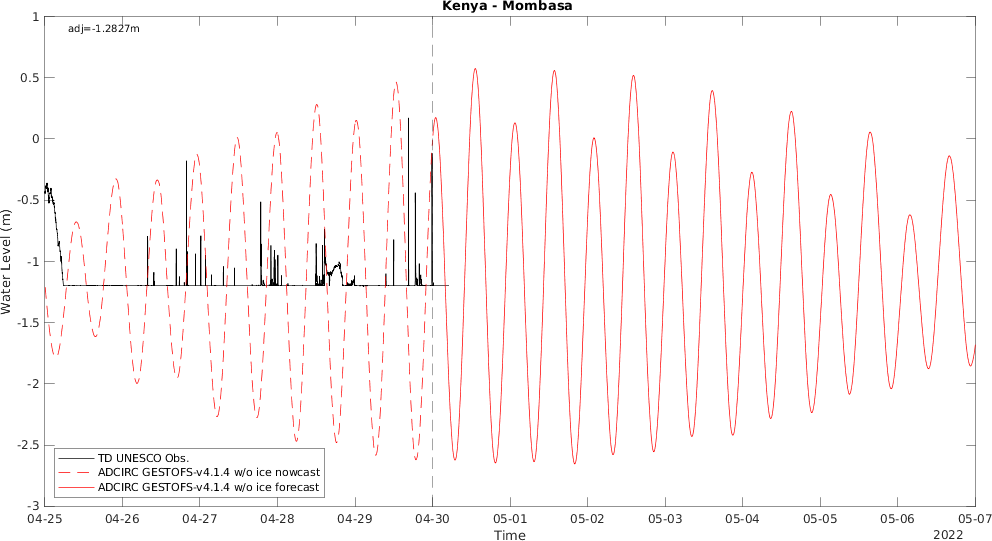 Kenya - Mombasa
adj=-1.2827m
1
0.5
0
-0.5
-1
-1.5
-2
-2.5
-3
Water Level (m)
TD UNESCO Obs.
ADCIRC GESTOFS-v4.1.4 w/o ice nowcast
ADCIRC GESTOFS-v4.1.4 w/o ice forecast
04-25 04-26 04-27 04-28 04-29 04-30 05-01 05-02 05-03 05-04 05-05 05-06 05-07
Time
2022